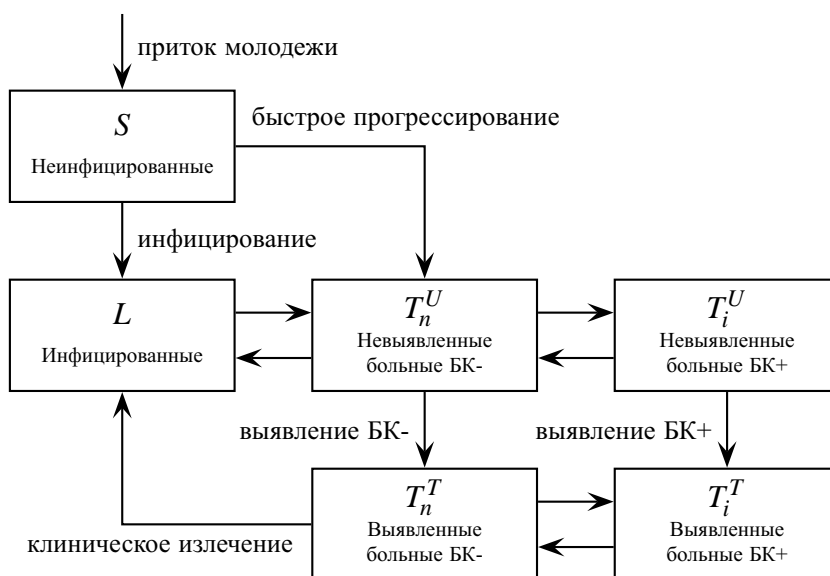 приток молодежи
S
Неинфицированные
быстрое прогрессирование
инфицирование
L
Инфицированные
T_n^U
Невыявленные
больные БК-
T_i^U
Невыявленные
больные БК+
выявление БК-
выявление БК+
T_n^T
Выявленные
больные БК-
T_i^T
Выявленные
больные БК+
клиническое излечение